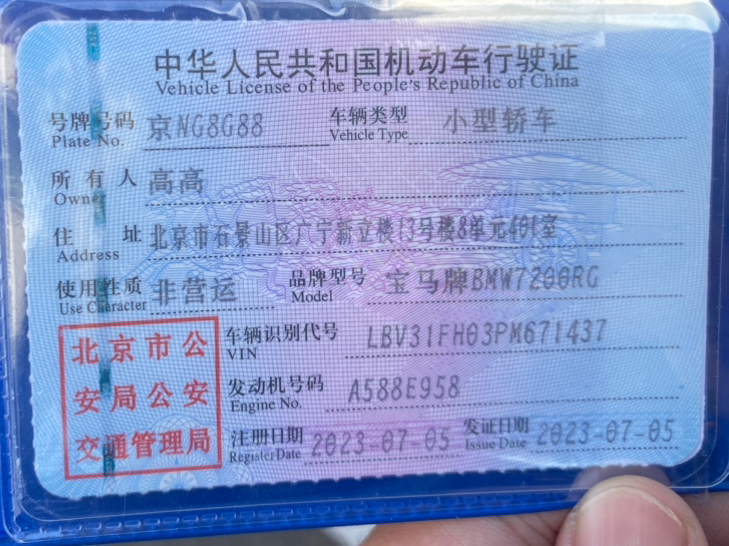 中华人民共和国机动车行驶证
Vehicle License of the People's Republic of China
号牌号码 京NG8G88 车辆类型 小型轿车
Plate No. Vehicle Type
所有人 高高
Owner
住址 北京市石景山区广宁新立楼13号楼8单元401室
Address
使用性质 非营运 品牌型号 宝马牌BMW7200RG
Use Character Model
北京市公
安局公安
交通管理局
车辆识别代号 LBV31FH03PM671437
VIN
发动机号码 A588E958
Engine No.
注册日期 2023-07-05 发证日期 2023-07-05
Register Date Issue Date